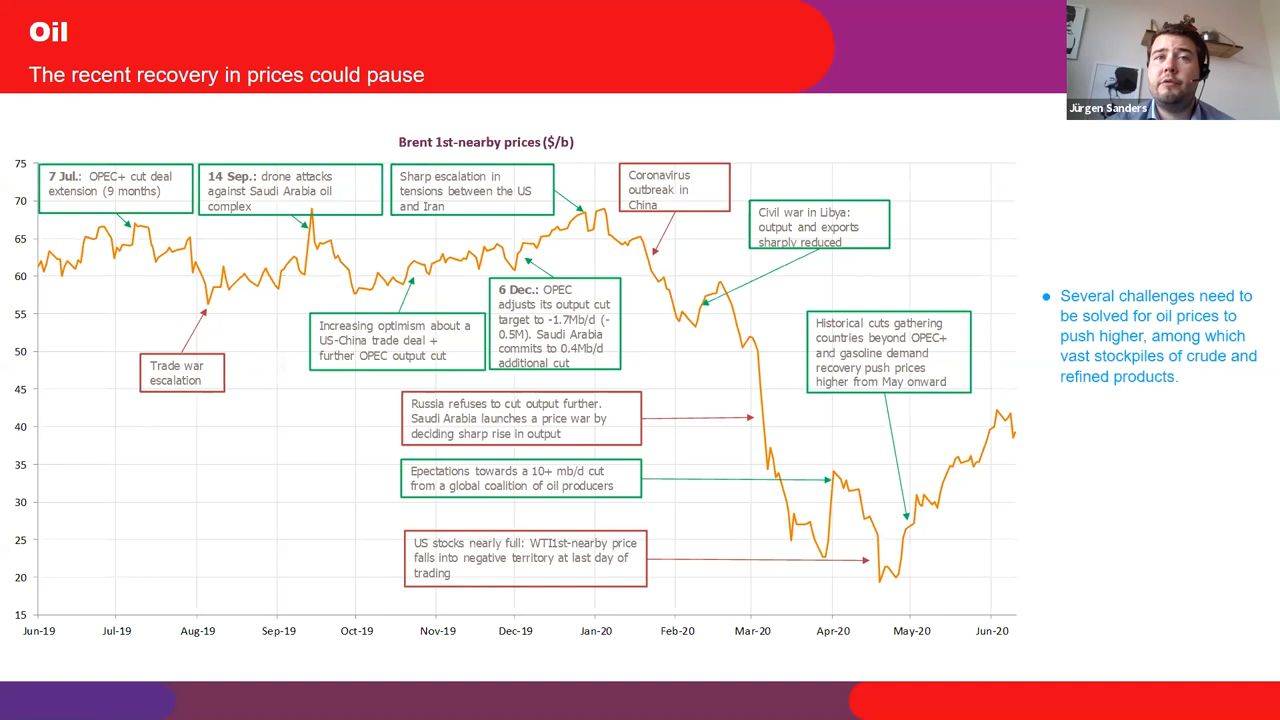 Oil
The recent recovery in prices could pause
Jürgen Sanders
Brent 1st-nearby prices ($/b)
75
70
65
60
55
50
45
40
35
30
25
20
15
7 Jul.: OPEC+ cut deal
extension (9 months)
14 Sep.: drone attacks
against Saudi Arabia oil
complex
Sharp escalation in
tensions between the US
and Iran
Coronavirus
outbreak in
China
Civil war in Libya:
output and exports
sharply reduced
Trade war
escalation
Increasing optimism about a
US-China trade deal +
further OPEC output cut
6 Dec.: OPEC
adjusts its output cut
target to -1.7Mb/d (-
0.5M). Saudi Arabia
commits to 0.4Mb/d
additional cut
Historical cuts gathering
countries beyond OPEC+
and gasoline demand
recovery push prices
higher from May onward
Russia refuses to cut output further.
Saudi Arabia launches a price war by
deciding sharp rise in output
Epectations towards a 10+ mb/d cut
from a global coalition of oil producers
US stocks nearly full: WTI1st-nearby price
falls into negative territory at last day of
trading
Jun-19 Jul-19 Aug-19 Sep-19 Oct-19 Nov-19 Dec-19 Jan-20 Feb-20 Mar-20 Apr-20 May-20 Jun-20
● Several challenges need to
be solved for oil prices to
push higher, among which
vast stockpiles of crude and
refined products.